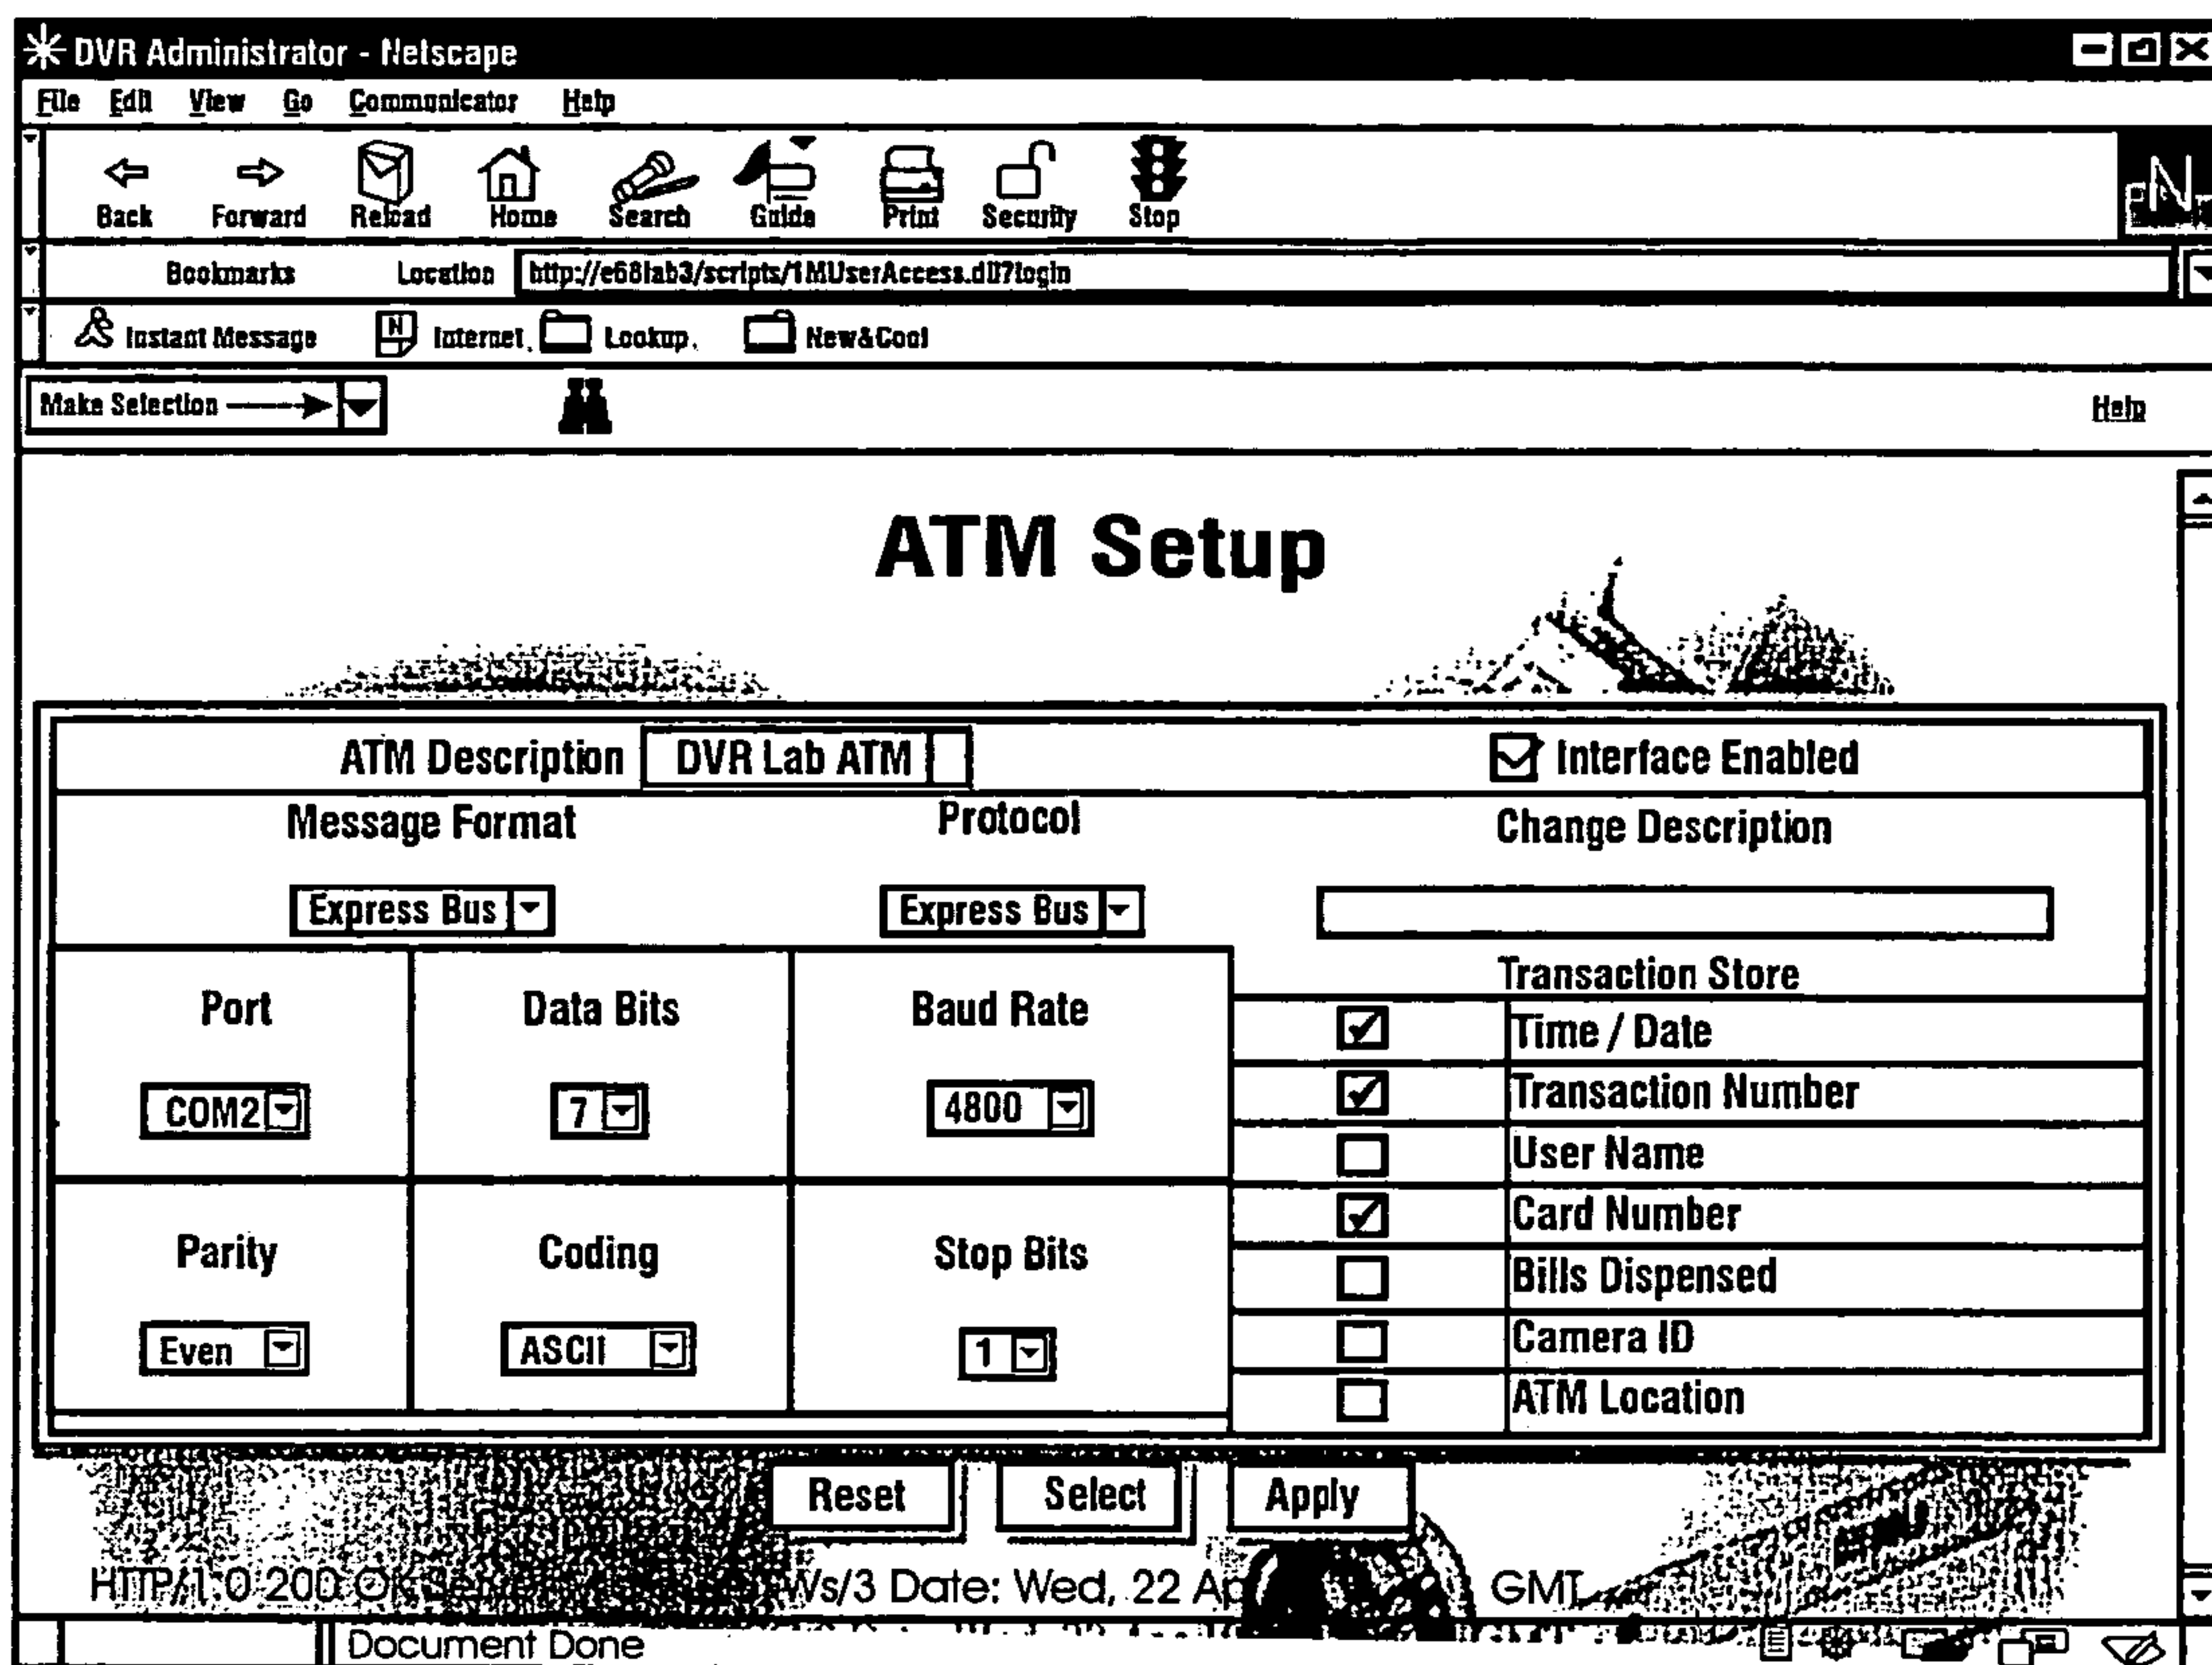 DVR Administrator - Netscape
File Edit View Go Communicator Help
Back Forward Reload Home Search Guide Print Security Stop
N
Bookmarks Location http://e68lab3/scripts/1MUserAccess.dll?login
Instant Message N Internet Lookup New&Cool
Make Selection Help
ATM Setup
ATM Description DVR Lab ATM Interface Enabled
Message Format Protocol Change Description
Express Bus Express Bus
Transaction Store
Port Data Bits Baud Rate
Time / Date
COM2 7 4800
Transaction Number
User Name
Card Number
Parity Coding Stop Bits
Bills Dispensed
Even ASCII 1
Camera ID
ATM Location
Reset Select Apply
HTTP/1.0 200 OK Date: Wed, 22 GMT
Document Done